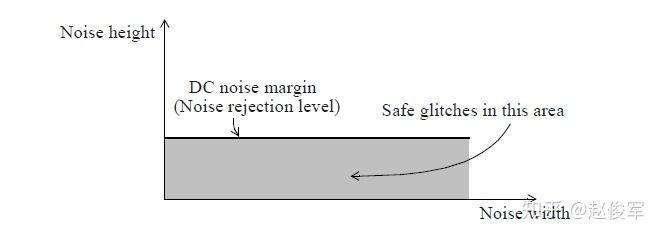 Noise height
DC noise margin
(Noise rejection level)
Safe glitches in this area
Noise width
知乎 @赵俊军